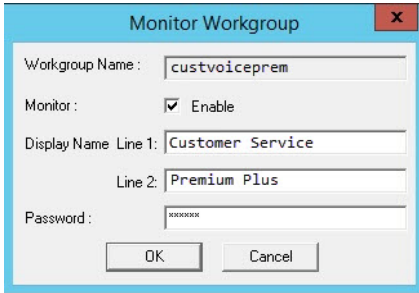 Monitor Workgroup
x
Workgroup Name : custvoiceprem
Monitor : Enable
Display Name Line 1: Customer Service
Line 2: Premium Plus
Password : xxxxxx
OK Cancel